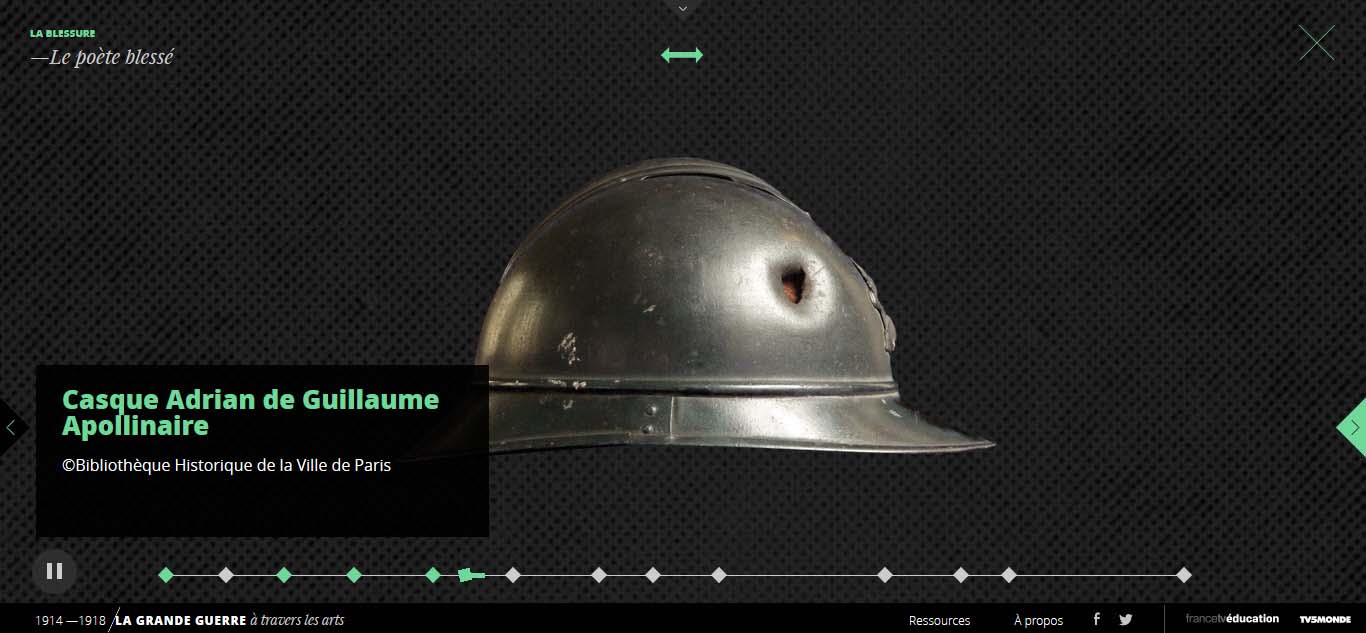 LA BLESSURE
—Le poète blessé
Casque Adrian de Guillaume
Apollinaire
©Bibliothèque Historique de la Ville de Paris
1914 —1918 / LA GRANDE GUERRE à travers les arts
Ressources
À propos
francetvéducation
TV5MONDE